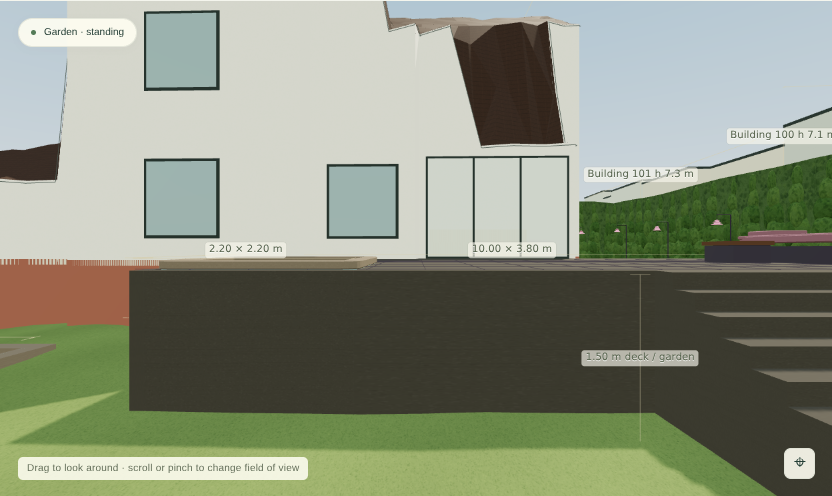 Garden · standing
Building 100 h 7.1 m
Building 101 h 7.3 m
2.20 × 2.20 m
10.00 × 3.80 m
1.50 m deck / garden
Drag to look around · scroll or pinch to change field of view